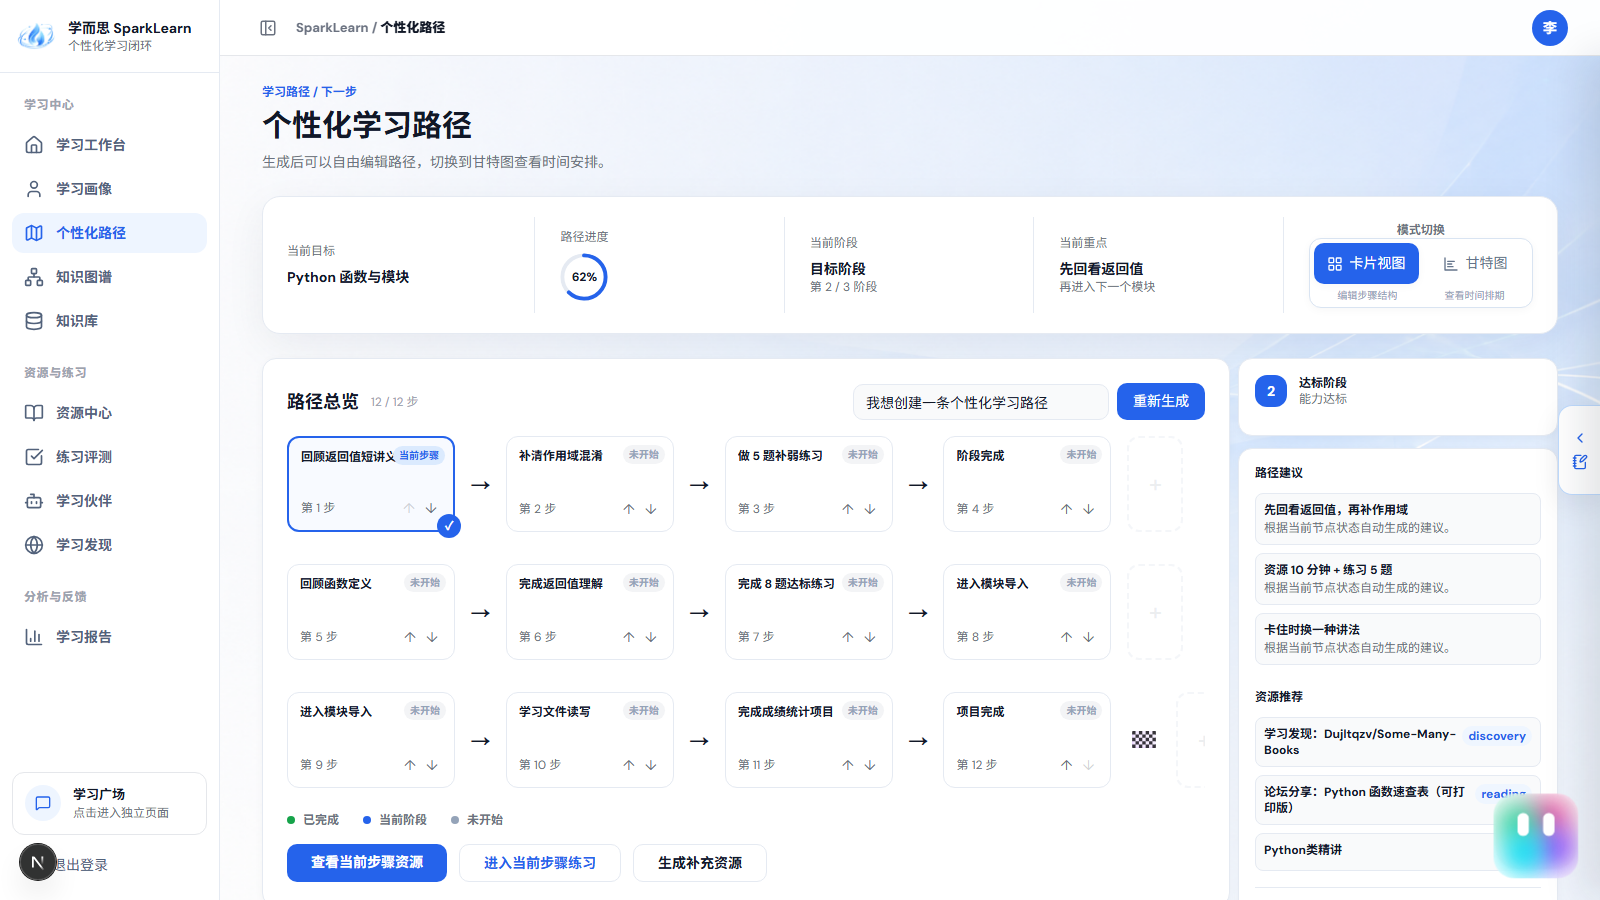 学而思 SparkLearn
个性化学习闭环
SparkLearn / 个性化路径
李
学习中心
学习工作台
学习画像
个性化路径
知识图谱
知识库
资源与练习
资源中心
练习评测
学习伙伴
学习发现
分析与反馈
学习报告
学习广场
点击进入独立页面
N
退出登录
学习路径 / 下一步
个性化学习路径
生成后可以自由编辑路径，切换到甘特图查看时间安排。
当前目标
Python 函数与模块
路径进度
62%
当前阶段
目标阶段
第 2 / 3 阶段
当前重点
先回看返回值
再进入下一个模块
模式切换
卡片视图
甘特图
编辑步骤结构
查看时间排期
路径总览
12 / 12 步
我想创建一条个性化学习路径
重新生成
回顾返回值短讲义
当前步骤
第 1 步
补清作用域混淆
未开始
第 2 步
做 5 题补弱练习
未开始
第 3 步
阶段完成
未开始
第 4 步
回顾函数定义
未开始
第 5 步
完成返回值理解
未开始
第 6 步
完成 8 题达标练习
未开始
第 7 步
进入模块导入
未开始
第 8 步
进入模块导入
未开始
第 9 步
学习文件读写
未开始
第 10 步
完成成绩统计项目
未开始
第 11 步
项目完成
未开始
第 12 步
已完成
当前阶段
未开始
查看当前步骤资源
进入当前步骤练习
生成补充资源
2
达标阶段
能力达标
路径建议
先回看返回值，再补作用域
根据当前节点状态自动生成的建议。
资源 10 分钟 + 练习 5 题
根据当前节点状态自动生成的建议。
卡住时换一种讲法
根据当前节点状态自动生成的建议。
资源推荐
学习发现：Dujltqzv/Some-Many-
Books
discovery
论坛分享：Python 函数速查表（可打
印版）
reading
Python类精讲